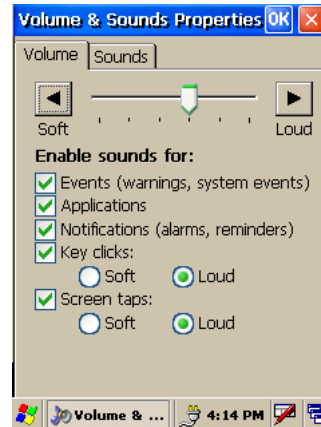 Volume & Sounds Properties OK
Volume Sounds
Soft Loud
Enable sounds for:
Events (warnings, system events)
Applications
Notifications (alarms, reminders)
Key clicks:
Soft Loud
Screen taps:
Soft Loud
Volume & ... 4:14 PM